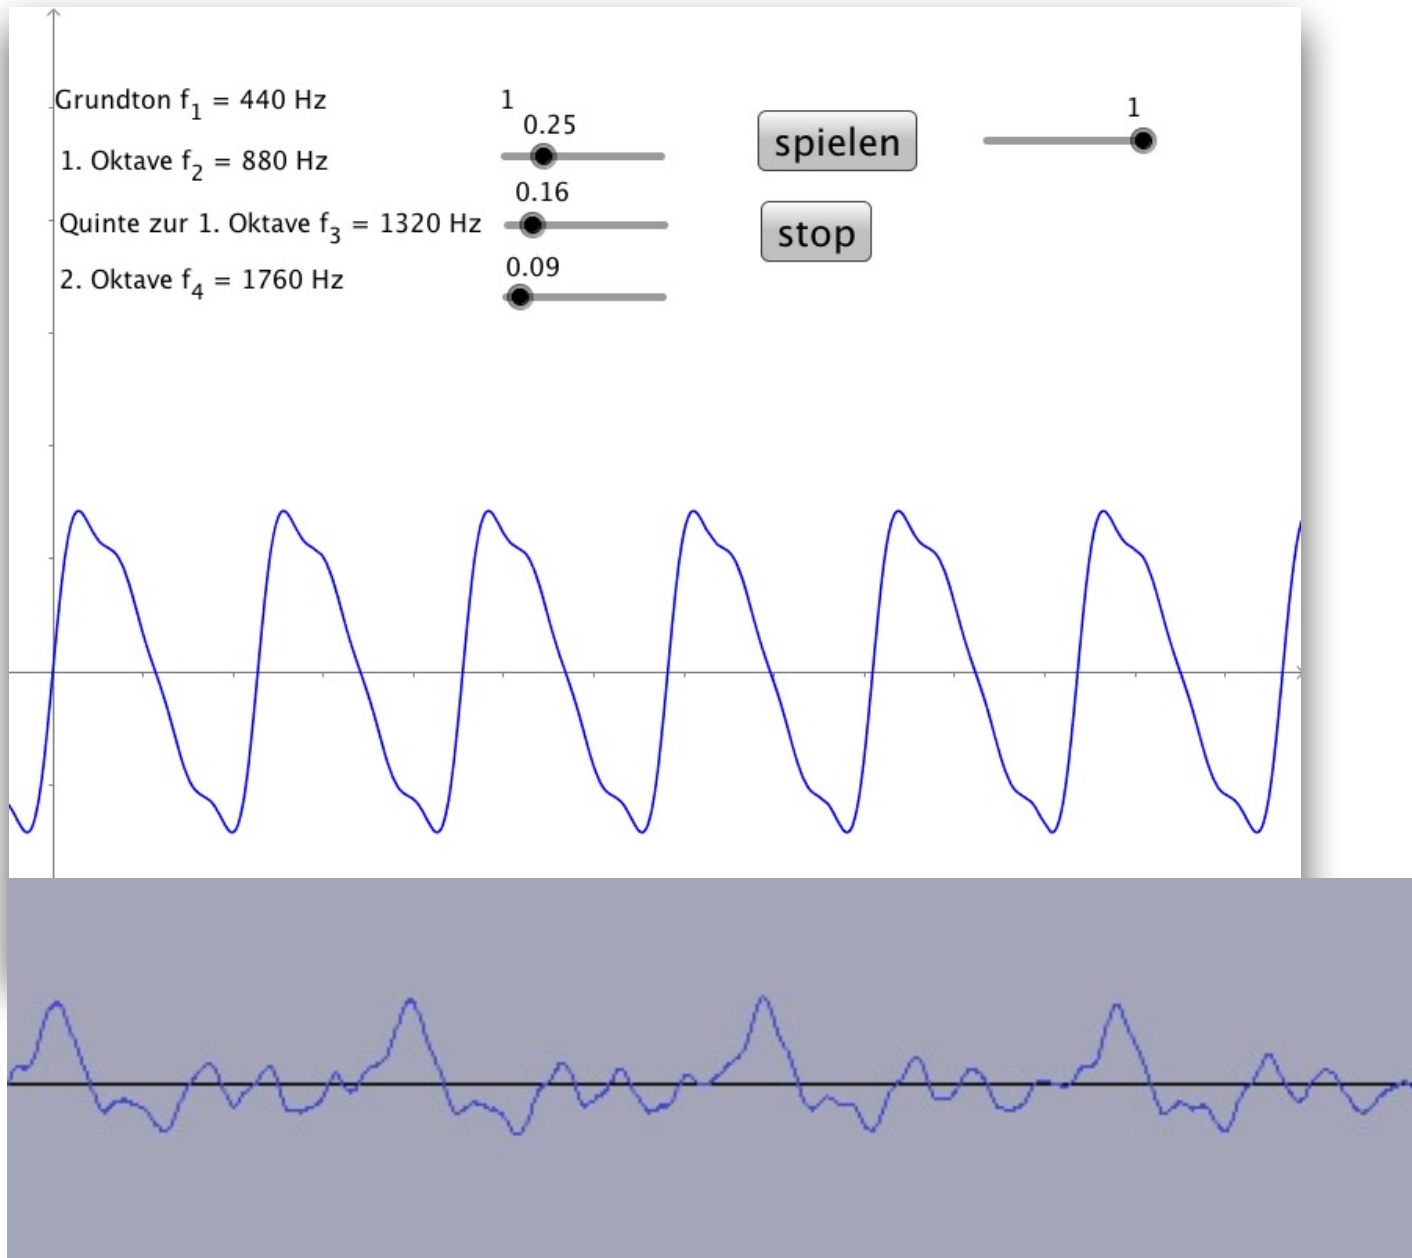 Grundton f₁ = 440 Hz 1
0.25
1. Oktave f₂ = 880 Hz
0.16
Quinte zur 1. Oktave f₃ = 1320 Hz
0.09
2. Oktave f₄ = 1760 Hz
spielen
stop
1